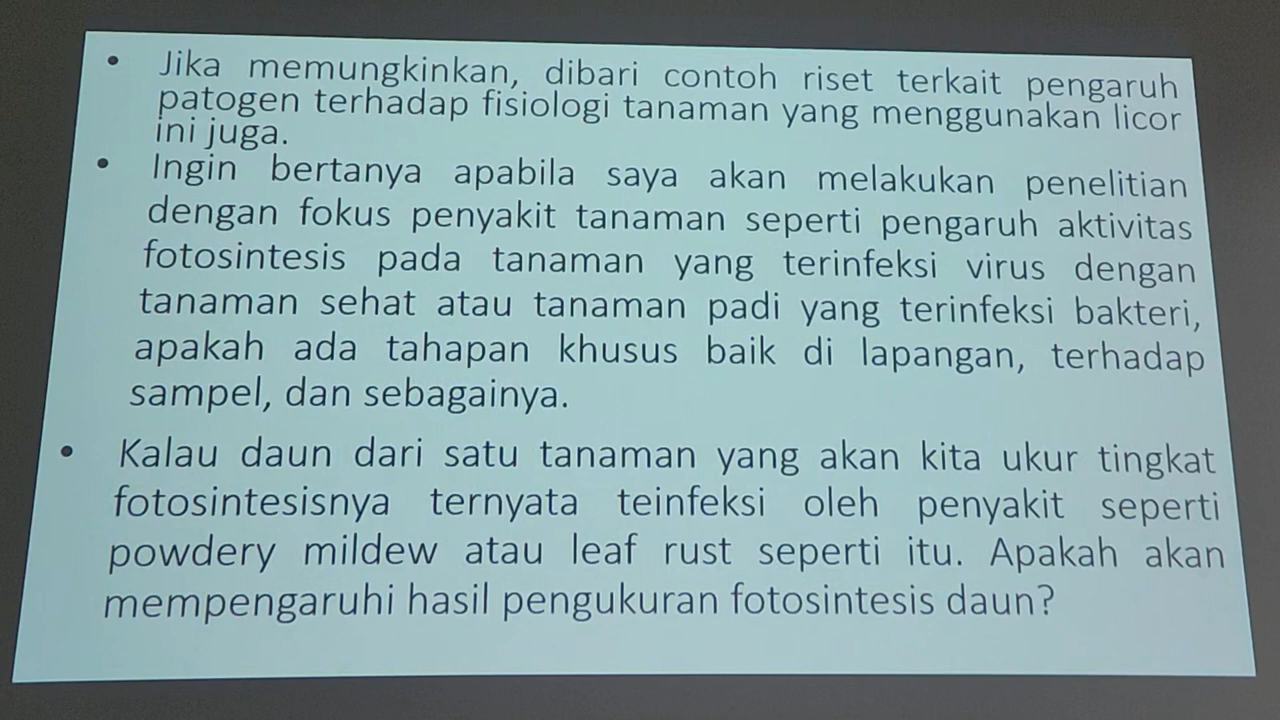 • Jika memungkinkan, dibari contoh riset terkait pengaruh
patogen terhadap fisiologi tanaman yang menggunakan licor
ini juga.
• Ingin bertanya apabila saya akan melakukan penelitian
dengan fokus penyakit tanaman seperti pengaruh aktivitas
fotosintesis pada tanaman yang terinfeksi virus dengan
tanaman sehat atau tanaman padi yang terinfeksi bakteri,
apakah ada tahapan khusus baik di lapangan, terhadap
sampel, dan sebagainya.
• Kalau daun dari satu tanaman yang akan kita ukur tingkat
fotosintesisnya ternyata teinfeksi oleh penyakit seperti
powdery mildew atau leaf rust seperti itu. Apakah akan
mempengaruhi hasil pengukuran fotosintesis daun?